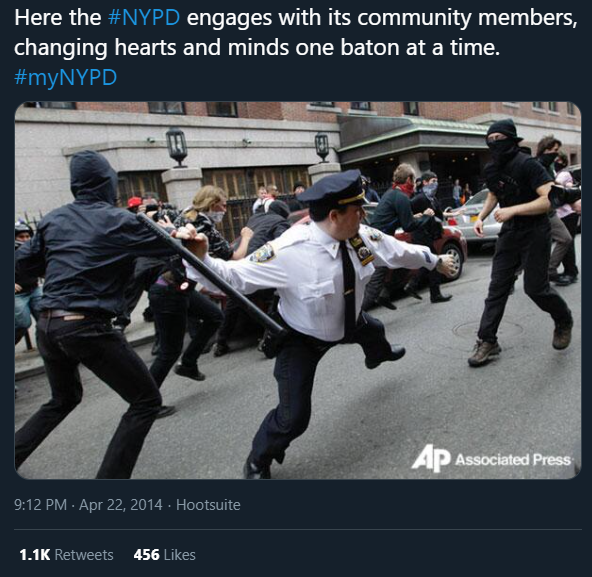 Here the #NYPD engages with its community members,
changing hearts and minds one baton at a time.
#myNYPD
AP Associated Press
9:12 PM · Apr 22, 2014 · Hootsuite
1.1K Retweets 456 Likes